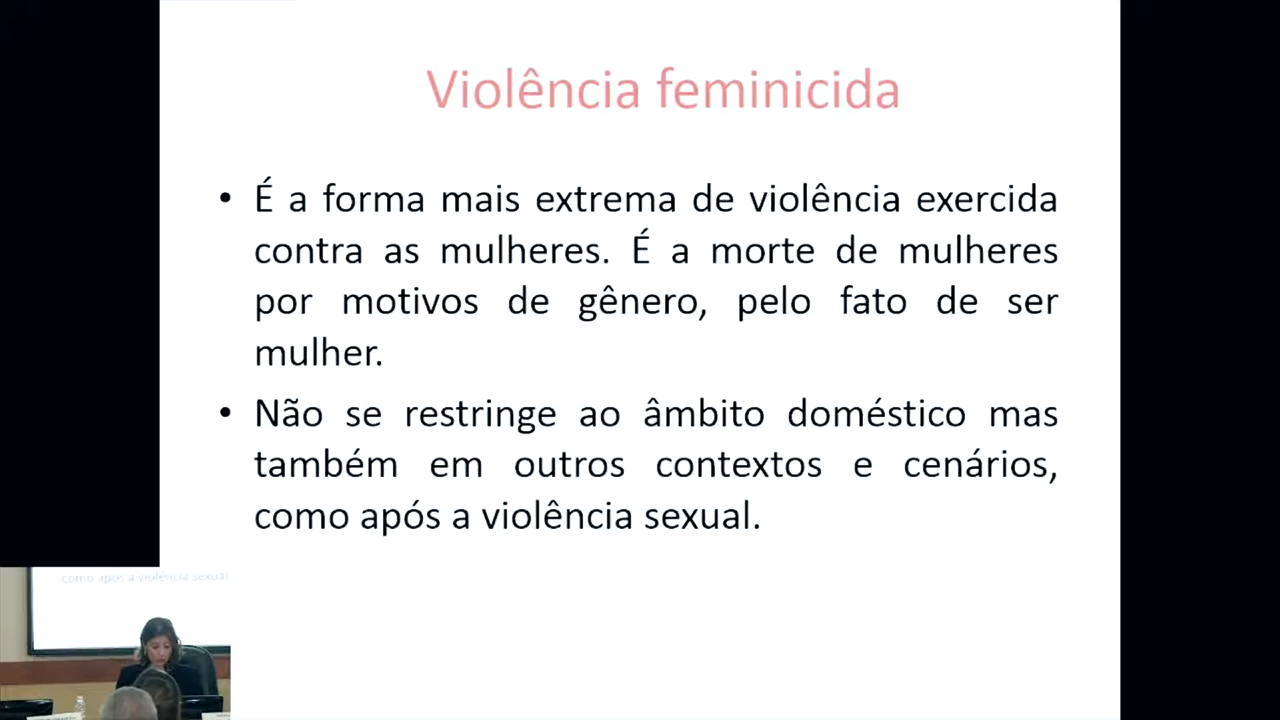 Violência feminicida
• É a forma mais extrema de violência exercida
contra as mulheres. É a morte de mulheres
por motivos de gênero, pelo fato de ser
mulher.
• Não se restringe ao âmbito doméstico mas
também em outros contextos e cenários,
como após a violência sexual.
como após a violência sexual